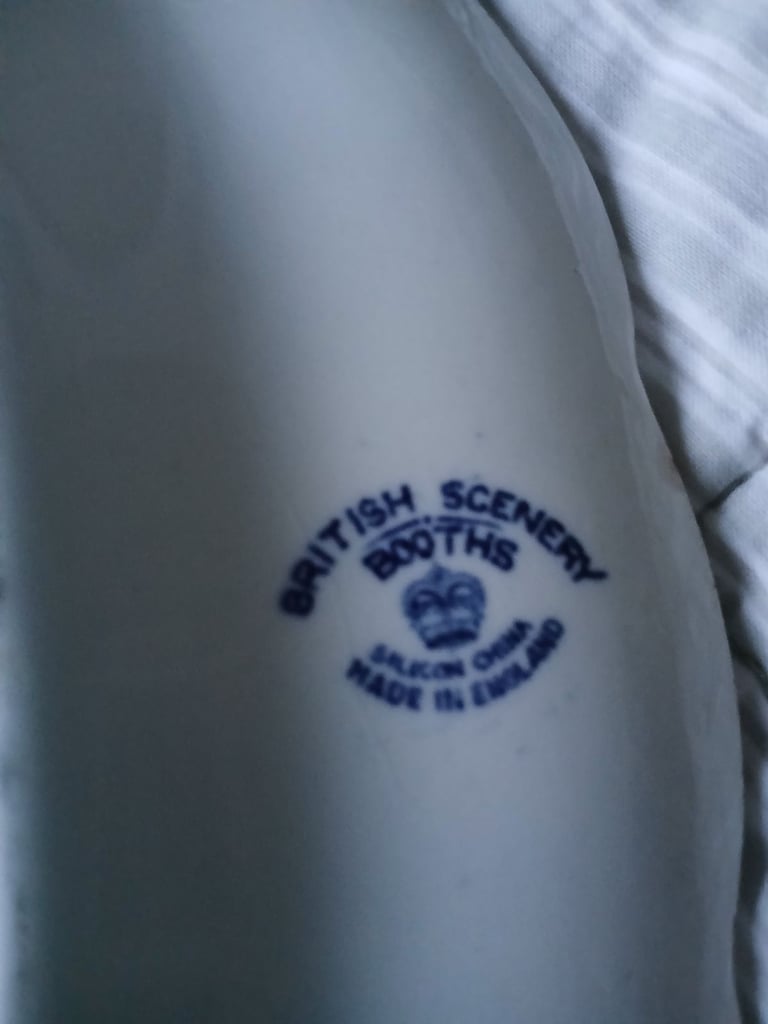 BRITISH SCENERY
BOOTHS
SILICON CHINA
MADE IN ENGLAND